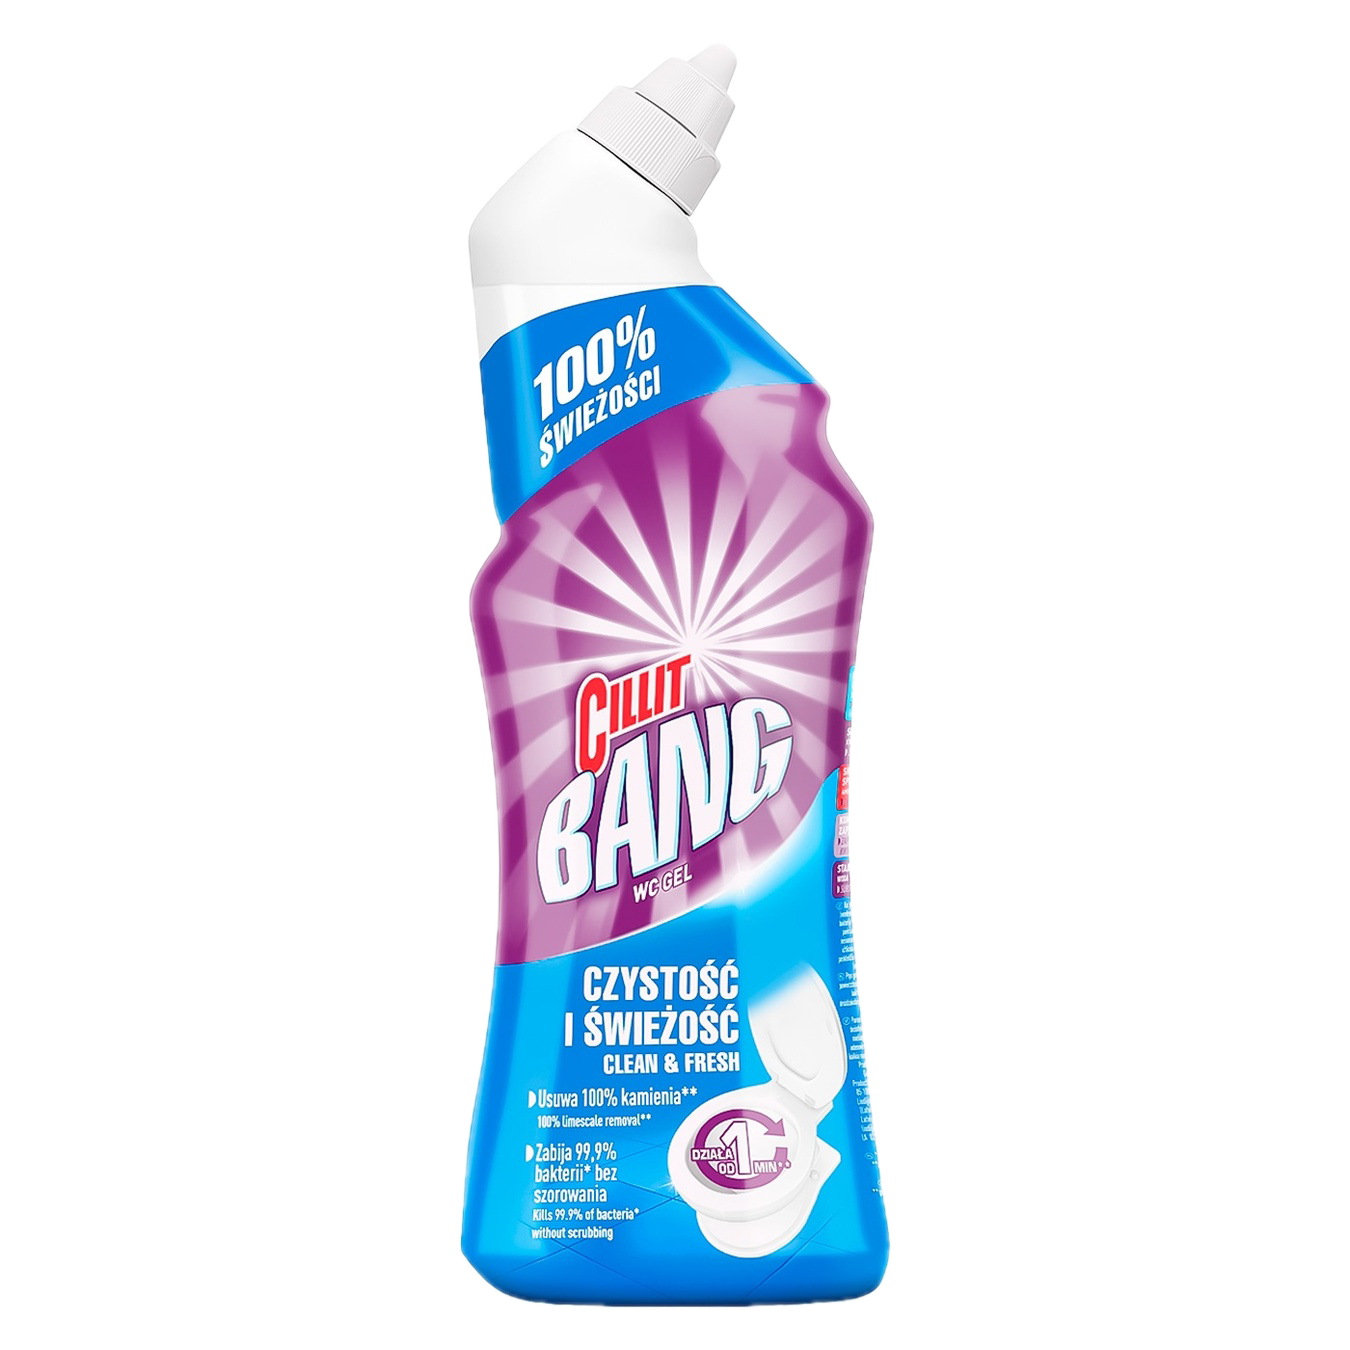 100%
ŚWIEŻOŚCI
CILLIT
BANG
WC GEL
CZYSTOŚĆ
I ŚWIEŻOŚĆ
CLEAN & FRESH
Usuwa 100% kamienia**
100% limescale removal**
Zabija 99,9%
bakterii* bez
szorowania
Kills 99.9% of bacteria*
without scrubbing
DZIAŁA
OD 1 MIN**